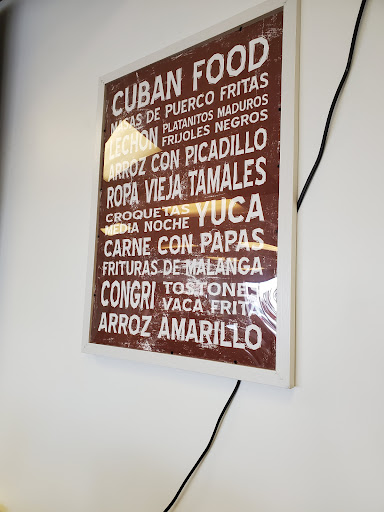 CUBAN FOOD
MASAS DE PUERCO FRITAS
LECHON
PLATANITOS MADUROS
FRIJOLES NEGROS
ARROZ CON PICADILLO
ROPA VIEJA TAMALES
CROQUETAS
MEDIA NOCHE
YUCA
CARNE CON PAPAS
FRITURAS DE MALANGA
CONGRI
TOSTONES
VACA FRITA
ARROZ AMARILLO